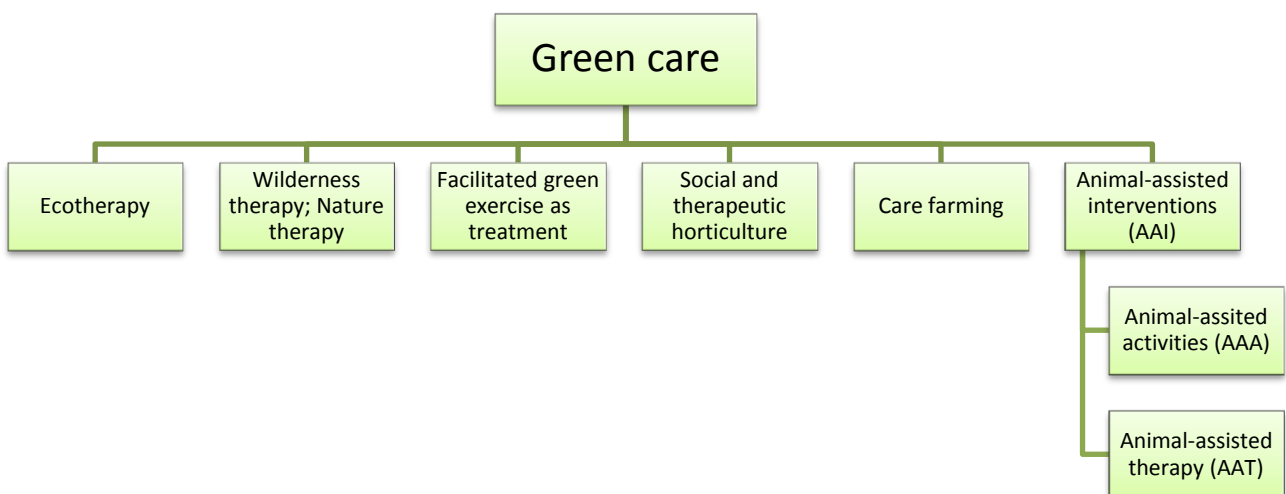 Green care
Ecotherapy
Wilderness
therapy; Nature
therapy
Facilitated green
exercise as
treatment
Social and
therapeutic
horticulture
Care farming
Animal-assisted
interventions
(AAI)
Animal-assited
activities (AAA)
Animal-assisted
therapy (AAT)